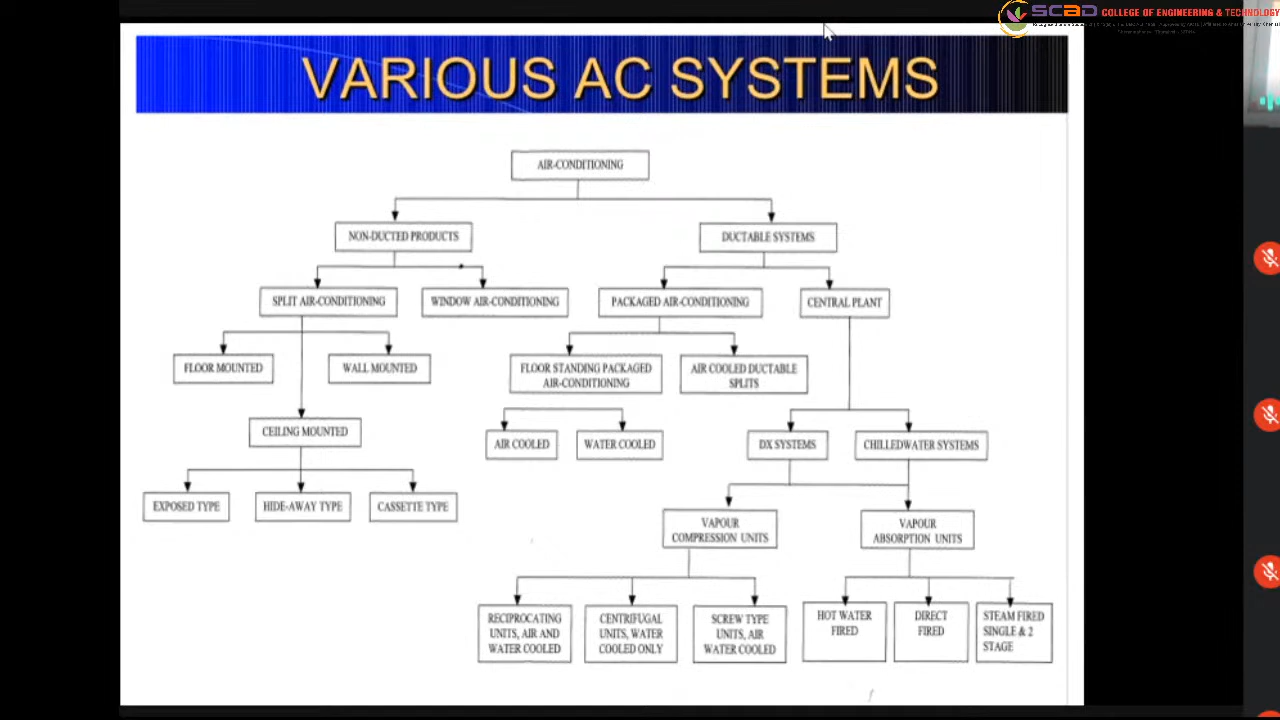 SCAD COLLEGE OF ENGINEERING & TECHNOLOGY
VARIOUS AC SYSTEMS
AIR-CONDITIONING
NON-DUCTED PRODUCTS
DUCTABLE SYSTEMS
SPLIT AIR-CONDITIONING
WINDOW AIR-CONDITIONING
PACKAGED AIR-CONDITIONING
CENTRAL PLANT
FLOOR MOUNTED
WALL MOUNTED
FLOOR STANDING PACKAGED
AIR-CONDITIONING
AIR COOLED DUCTABLE
SPLITS
CEILING MOUNTED
AIR COOLED
WATER COOLED
DX SYSTEMS
CHILLEDWATER SYSTEMS
EXPOSED TYPE
HIDE-AWAY TYPE
CASSETTE TYPE
VAPOUR
COMPRESSION UNITS
VAPOUR
ABSORPTION UNITS
RECIPROCATING
UNITS, AIR AND
WATER COOLED
CENTRIFUGAL
UNITS, WATER
COOLED ONLY
SCREW TYPE
UNITS, AIR
WATER COOLED
HOT WATER
FIRED
DIRECT
FIRED
STEAM FIRED
SINGLE & 2
STAGE